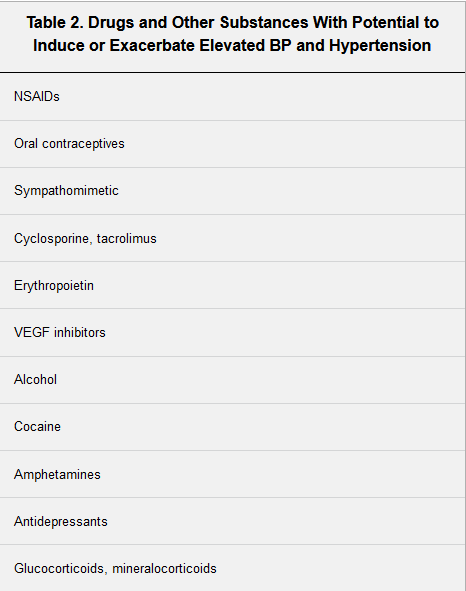 Table 2. Drugs and Other Substances With Potential to
Induce or Exacerbate Elevated BP and Hypertension
NSAIDs
Oral contraceptives
Sympathomimetic
Cyclosporine, tacrolimus
Erythropoietin
VEGF inhibitors
Alcohol
Cocaine
Amphetamines
Antidepressants
Glucocorticoids, mineralocorticoids